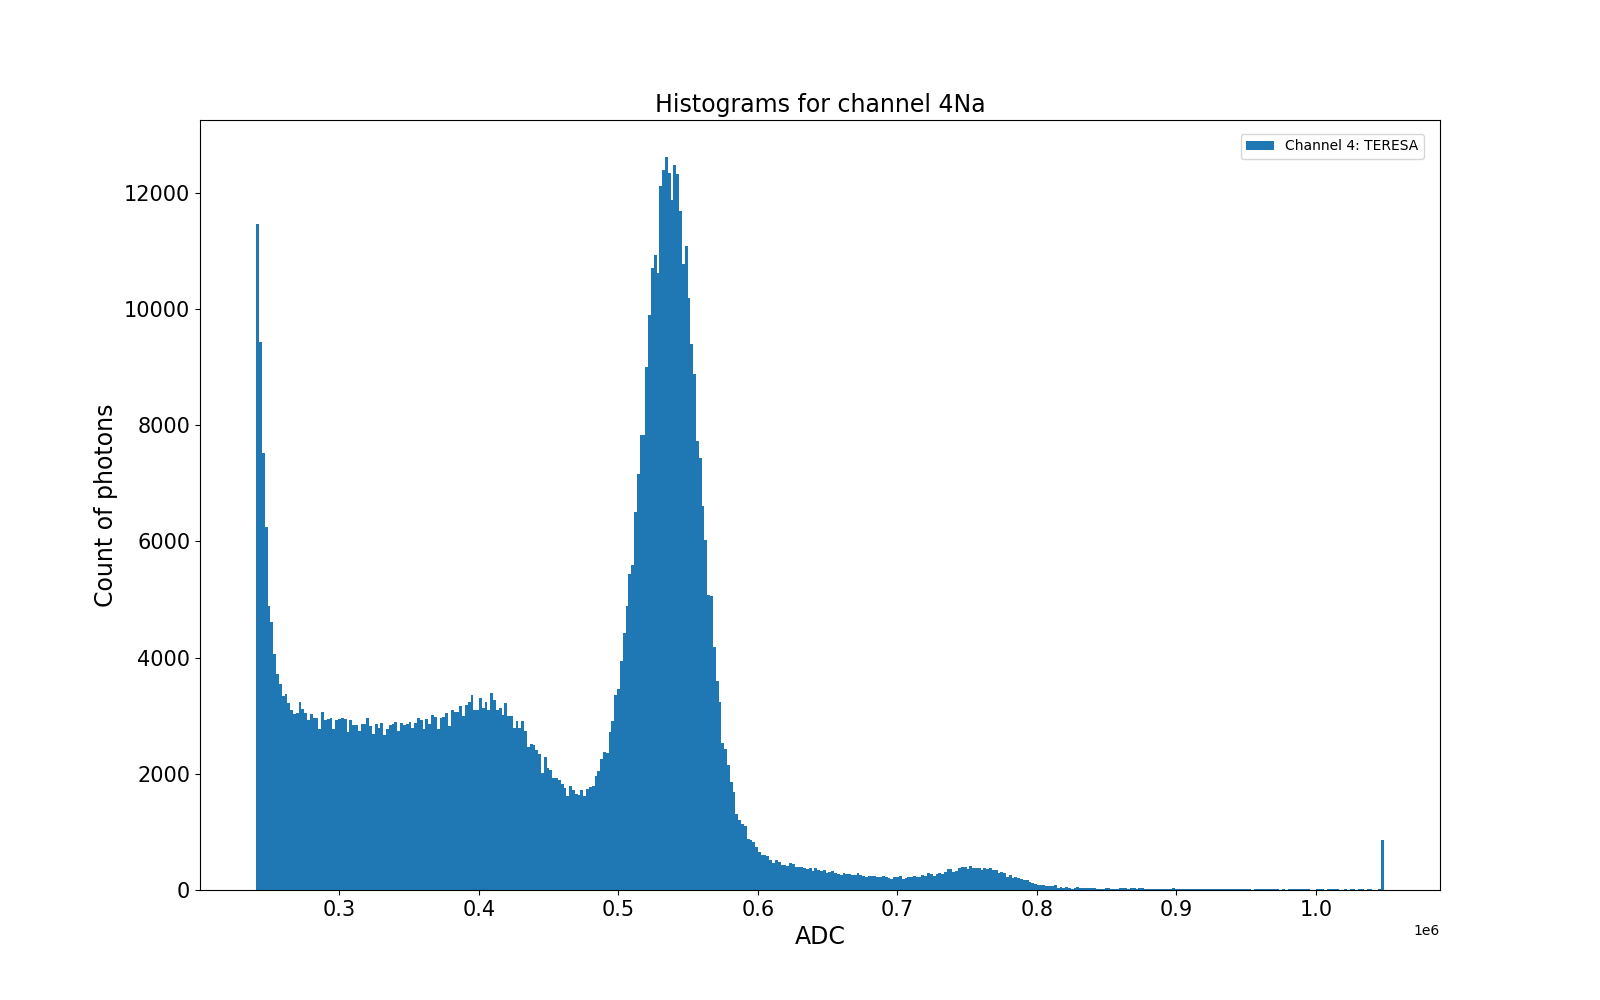 Histograms for channel 4Na
Channel 4: TERESA
Count of photons
12000
10000
8000
6000
4000
2000
0
0.3 0.4 0.5 0.6 0.7 0.8 0.9 1.0
1e6
ADC